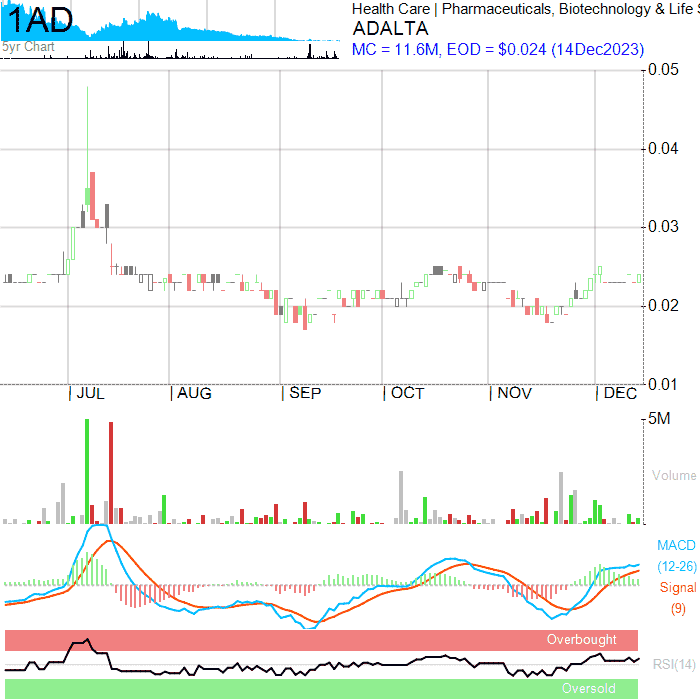 1AD
5yr Chart
Health Care | Pharmaceuticals, Biotechnology & Life S
ADALTA
MC = 11.6M, EOD = $0.024 (14Dec2023)
0.05
0.04
0.03
0.02
0.01
JUL AUG SEP OCT NOV DEC
5M
Volume
MACD
(12-26)
Signal
(9)
Overbought
RSI(14)
Oversold